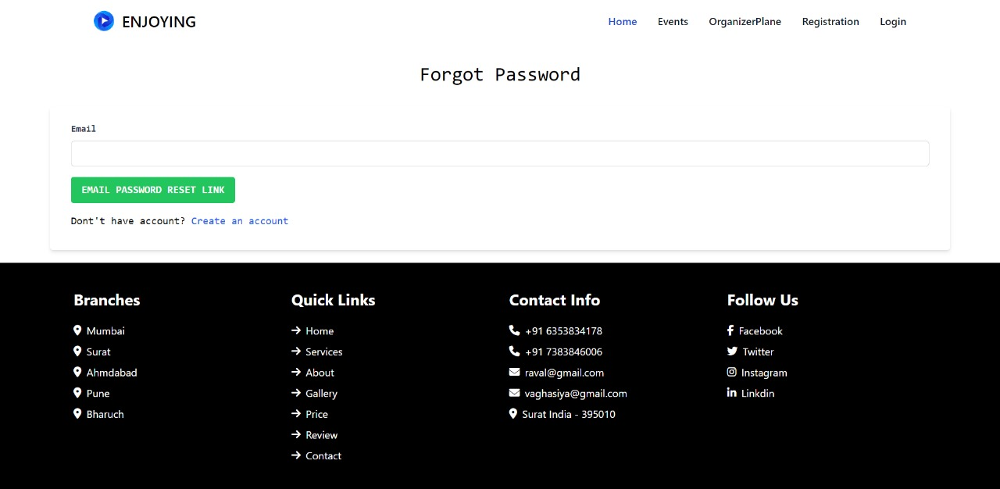 ENJOYING
Home Events OrganizerPlane Registration Login
Forgot Password
Email
EMAIL PASSWORD RESET LINK
Dont't have account? Create an account
Branches
Mumbai
Surat
Ahmdabad
Pune
Bharuch
Quick Links
Home
Services
About
Gallery
Price
Review
Contact
Contact Info
+91 6353834178
+91 7383846006
raval@gmail.com
vaghasiya@gmail.com
Surat India - 395010
Follow Us
Facebook
Twitter
Instagram
Linkdin